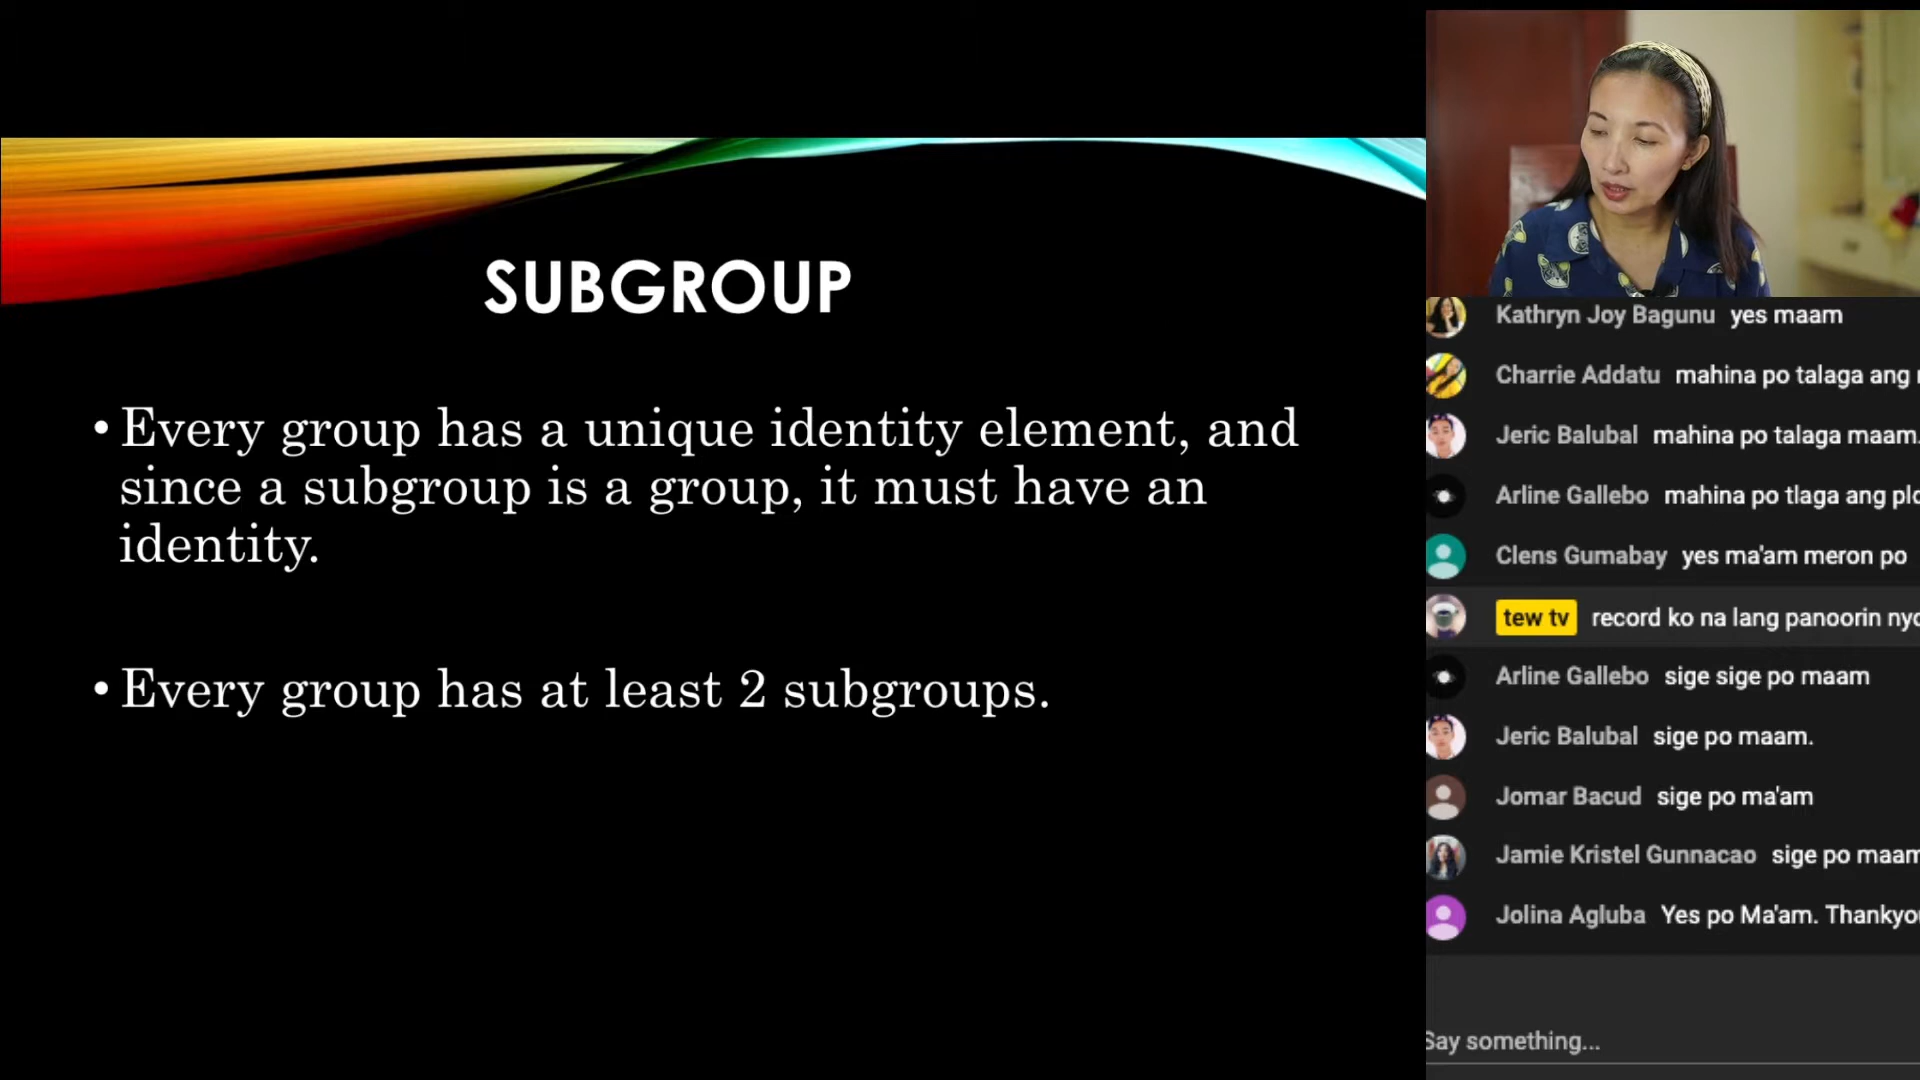 SUBGROUP
• Every group has a unique identity element, and
since a subgroup is a group, it must have an
identity.
• Every group has at least 2 subgroups.
Kathryn Joy Bagunu yes maam
Charrie Addatu mahina po talaga ang
Jeric Balubal mahina po talaga maam.
Arline Gallebo mahina po tlaga ang
Clens Gumabay yes ma'am meron po
tew tv record ko na lang panoorin
Arline Gallebo sige sige po maam
Jeric Balubal sige po maam.
Jomar Bacud sige po ma'am
Jamie Kristel Gunnacao sige po maam
Jolina Agluba Yes po Ma'am.
Say something...